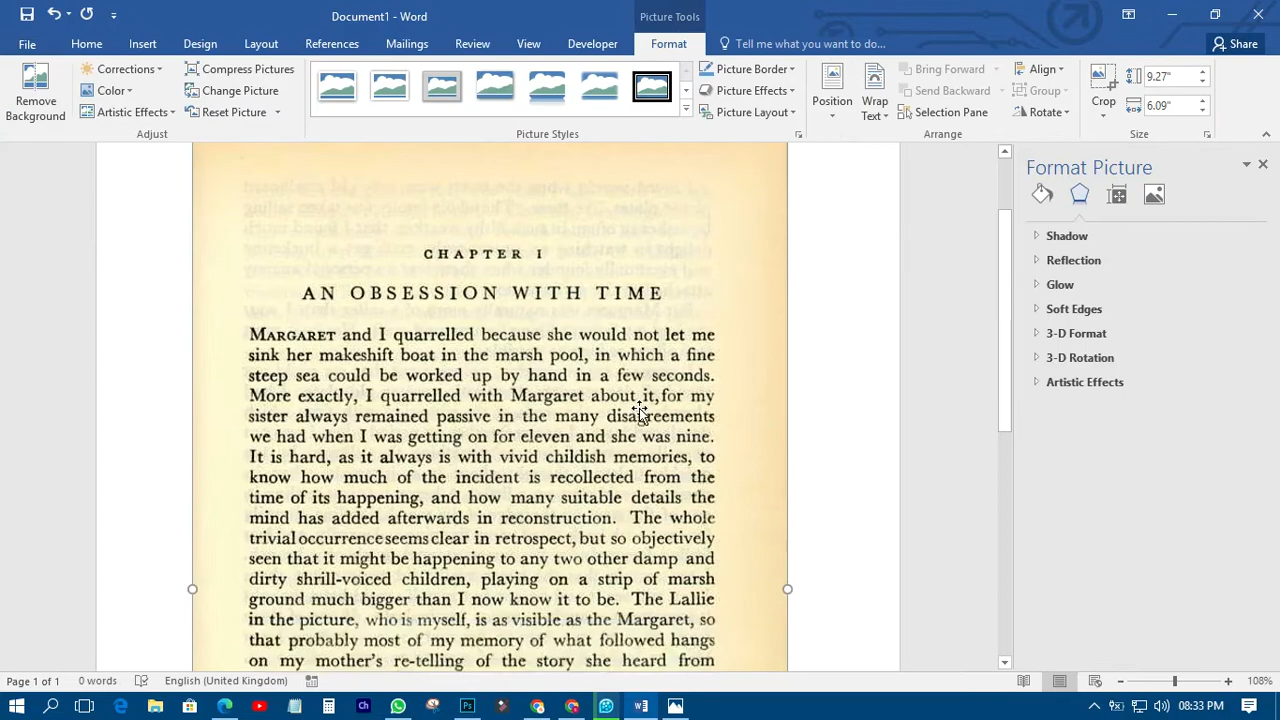 Document1 - Word
Picture Tools
File
Home
Insert
Design
Layout
References
Mailings
Review
View
Developer
Format
Tell me what you want to do...
Share
Remove
Background
Corrections
Color
Artistic Effects
Compress Pictures
Change Picture
Reset Picture
Adjust
Picture Styles
Picture Border
Picture Effects
Picture Layout
Position
Wrap
Text
Bring Forward
Send Backward
Selection Pane
Align
Group
Rotate
Arrange
Crop
9.27"
6.09"
Size
CHAPTER I
AN OBSESSION WITH TIME
MARGARET and I quarrelled because she would not let me
sink her makeshift boat in the marsh pool, in which a fine
steep sea could be worked up by hand in a few seconds.
More exactly, I quarrelled with Margaret about it, for my
sister always remained passive in the many disagreements
we had when I was getting on for eleven and she was nine.
It is hard, as it always is with vivid childish memories, to
know how much of the incident is recollected from the
time of its happening, and how many suitable details the
mind has added afterwards in reconstruction. The whole
trivial occurrence seems clear in retrospect, but so objectively
seen that it might be happening to any two other damp and
dirty shrill-voiced children, playing on a strip of marsh
ground much bigger than I now know it to be. The Lallie
in the picture, who is myself, is as visible as the Margaret, so
that probably most of my memory of what followed hangs
on my mother's re-telling of the story she heard from
Format Picture
Shadow
Reflection
Glow
Soft Edges
3-D Format
3-D Rotation
Artistic Effects
Page 1 of 1
0 words
English (United Kingdom)
108%
Ch
Ps
08:33 PM